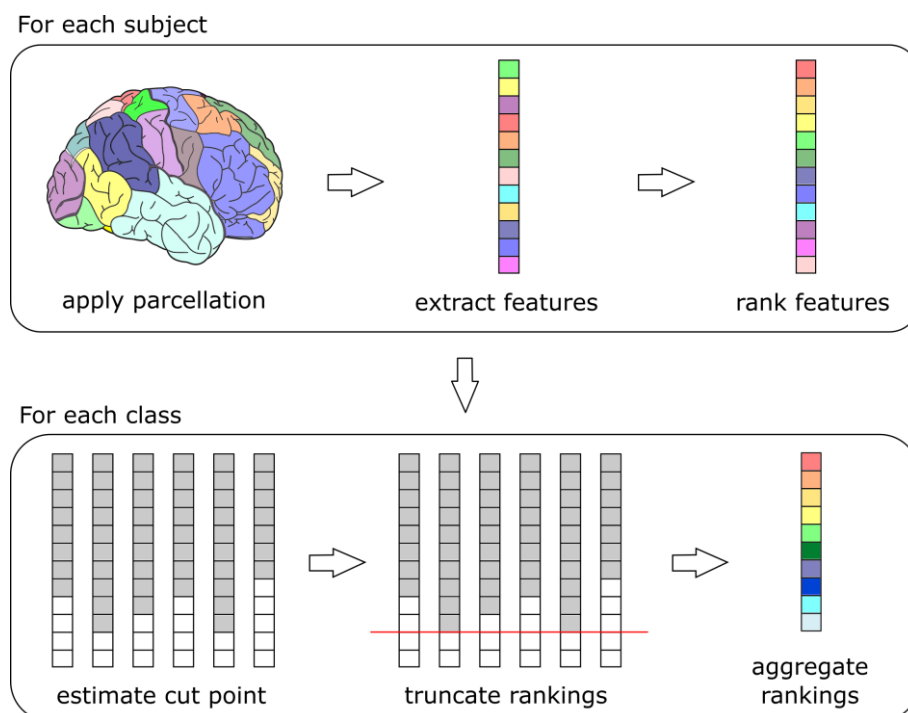 For each subject
apply parcellation
extract features
rank features
For each class
estimate cut point
truncate rankings
aggregate
rankings